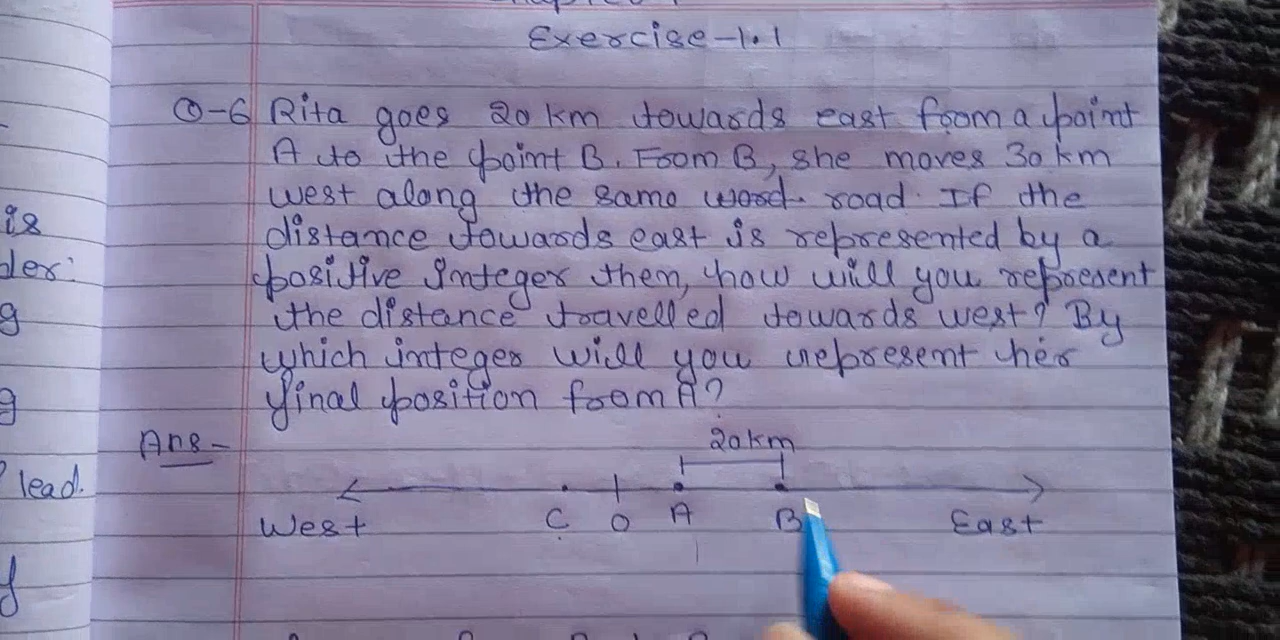 Exercise-1.1
Q-6 Rita goes 20 km towards east from a point
A to the point B. From B, she moves 30 km
west along the same word road. If the
distance towards east is represented by a
positive integer then, how will you represent
the distance travelled towards west? By
which integer will you represent her
final position from A?
Ans-
20 km
West C O A B East
is
der:
g
g
lead.
f